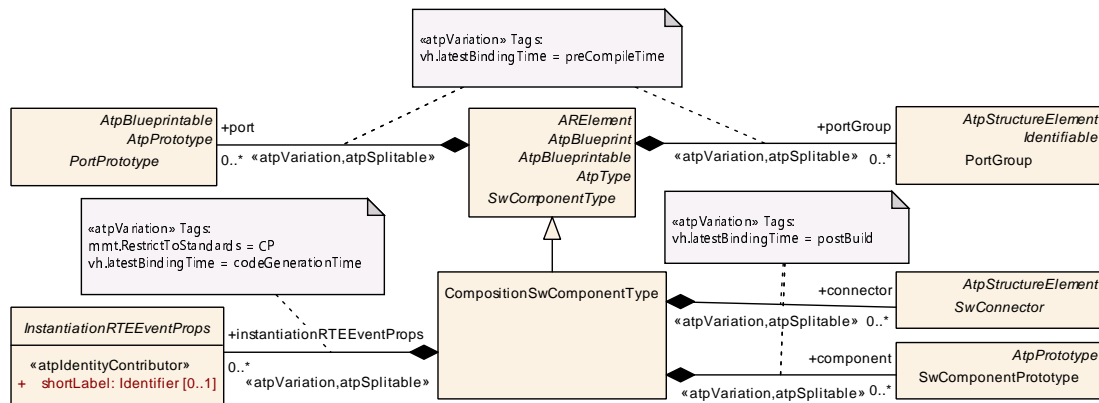 «atpVariation» Tags:
vh.latestBindingTime = preCompileTime
AtpBlueprintable
AtpPrototype
PortPrototype
+port
0..*
«atpVariation,atpSplitable»
ARElement
AtpBlueprint
AtpBlueprintable
AtpType
SwComponentType
+portGroup
«atpVariation,atpSplitable»
0..*
AtpStructureElement
Identifiable
PortGroup
«atpVariation» Tags:
mmt.RestrictToStandards = CP
vh.latestBindingTime = codeGenerationTime
«atpVariation» Tags:
vh.latestBindingTime = postBuild
InstantiationRTEEventProps
«atpIdentityContributor»
+ shortLabel: Identifier [0..1]
+instantiationRTEEventProps
0..*
«atpVariation,atpSplitable»
CompositionSwComponentType
+connector
«atpVariation,atpSplitable»
0..*
AtpStructureElement
SwConnector
+component
«atpVariation,atpSplitable»
0..*
AtpPrototype
SwComponentPrototype